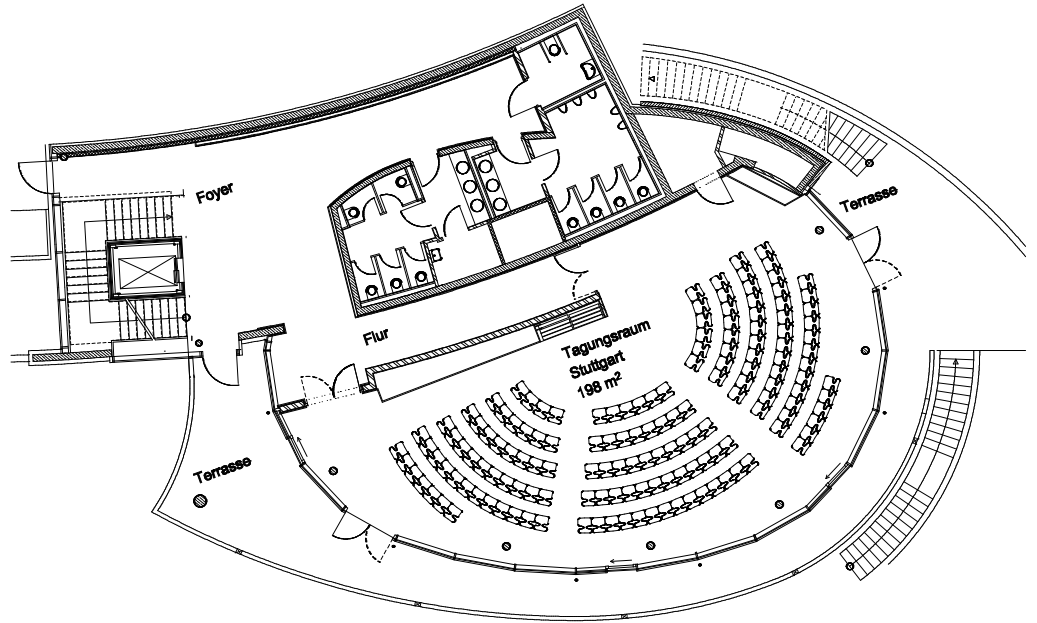 Foyer
Terrasse
Flur
Tagungsraum
Stuttgart
198 m²
Terrasse